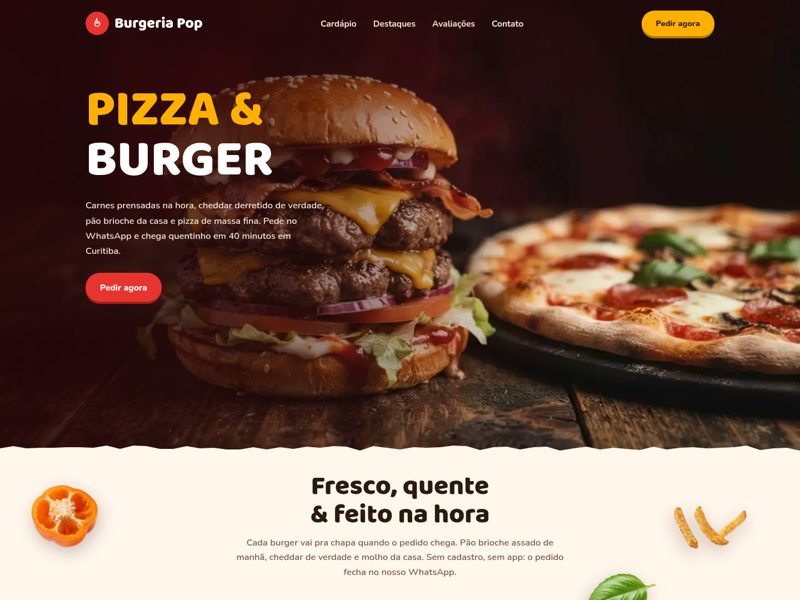 Burgeria Pop
Cardápio
Destaques
Avaliações
Contato
Pedir agora
PIZZA &
BURGER
Carnes prensadas na hora, cheddar derretido de verdade,
pão brioche da casa e pizza de massa fina. Pede no
WhatsApp e chega quentinho em 40 minutos em
Curitiba.
Pedir agora
Fresco, quente
& feito na hora
Cada burger vai pra chapa quando o pedido chega. Pão brioche assado de
manhã, cheddar de verdade e molho da casa. Sem cadastro, sem app: o pedido
fecha no nosso WhatsApp.